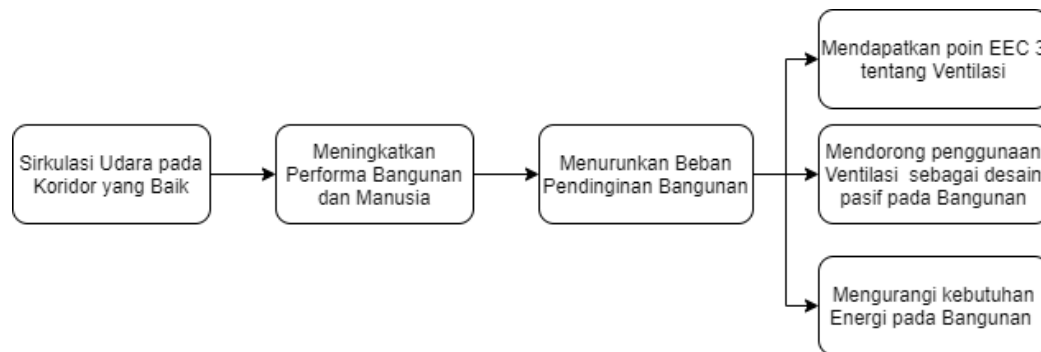 Sirkulasi Udara pada
Koridor yang Baik
Meningkatkan
Performa Bangunan
dan Manusia
Menurunkan Beban
Pendinginan Bangunan
Mendapatkan poin EEC 3
tentang Ventilasi
Mendorong penggunaan
Ventilasi sebagai desain
pasif pada Bangunan
Mengurangi kebutuhan
Energi pada Bangunan